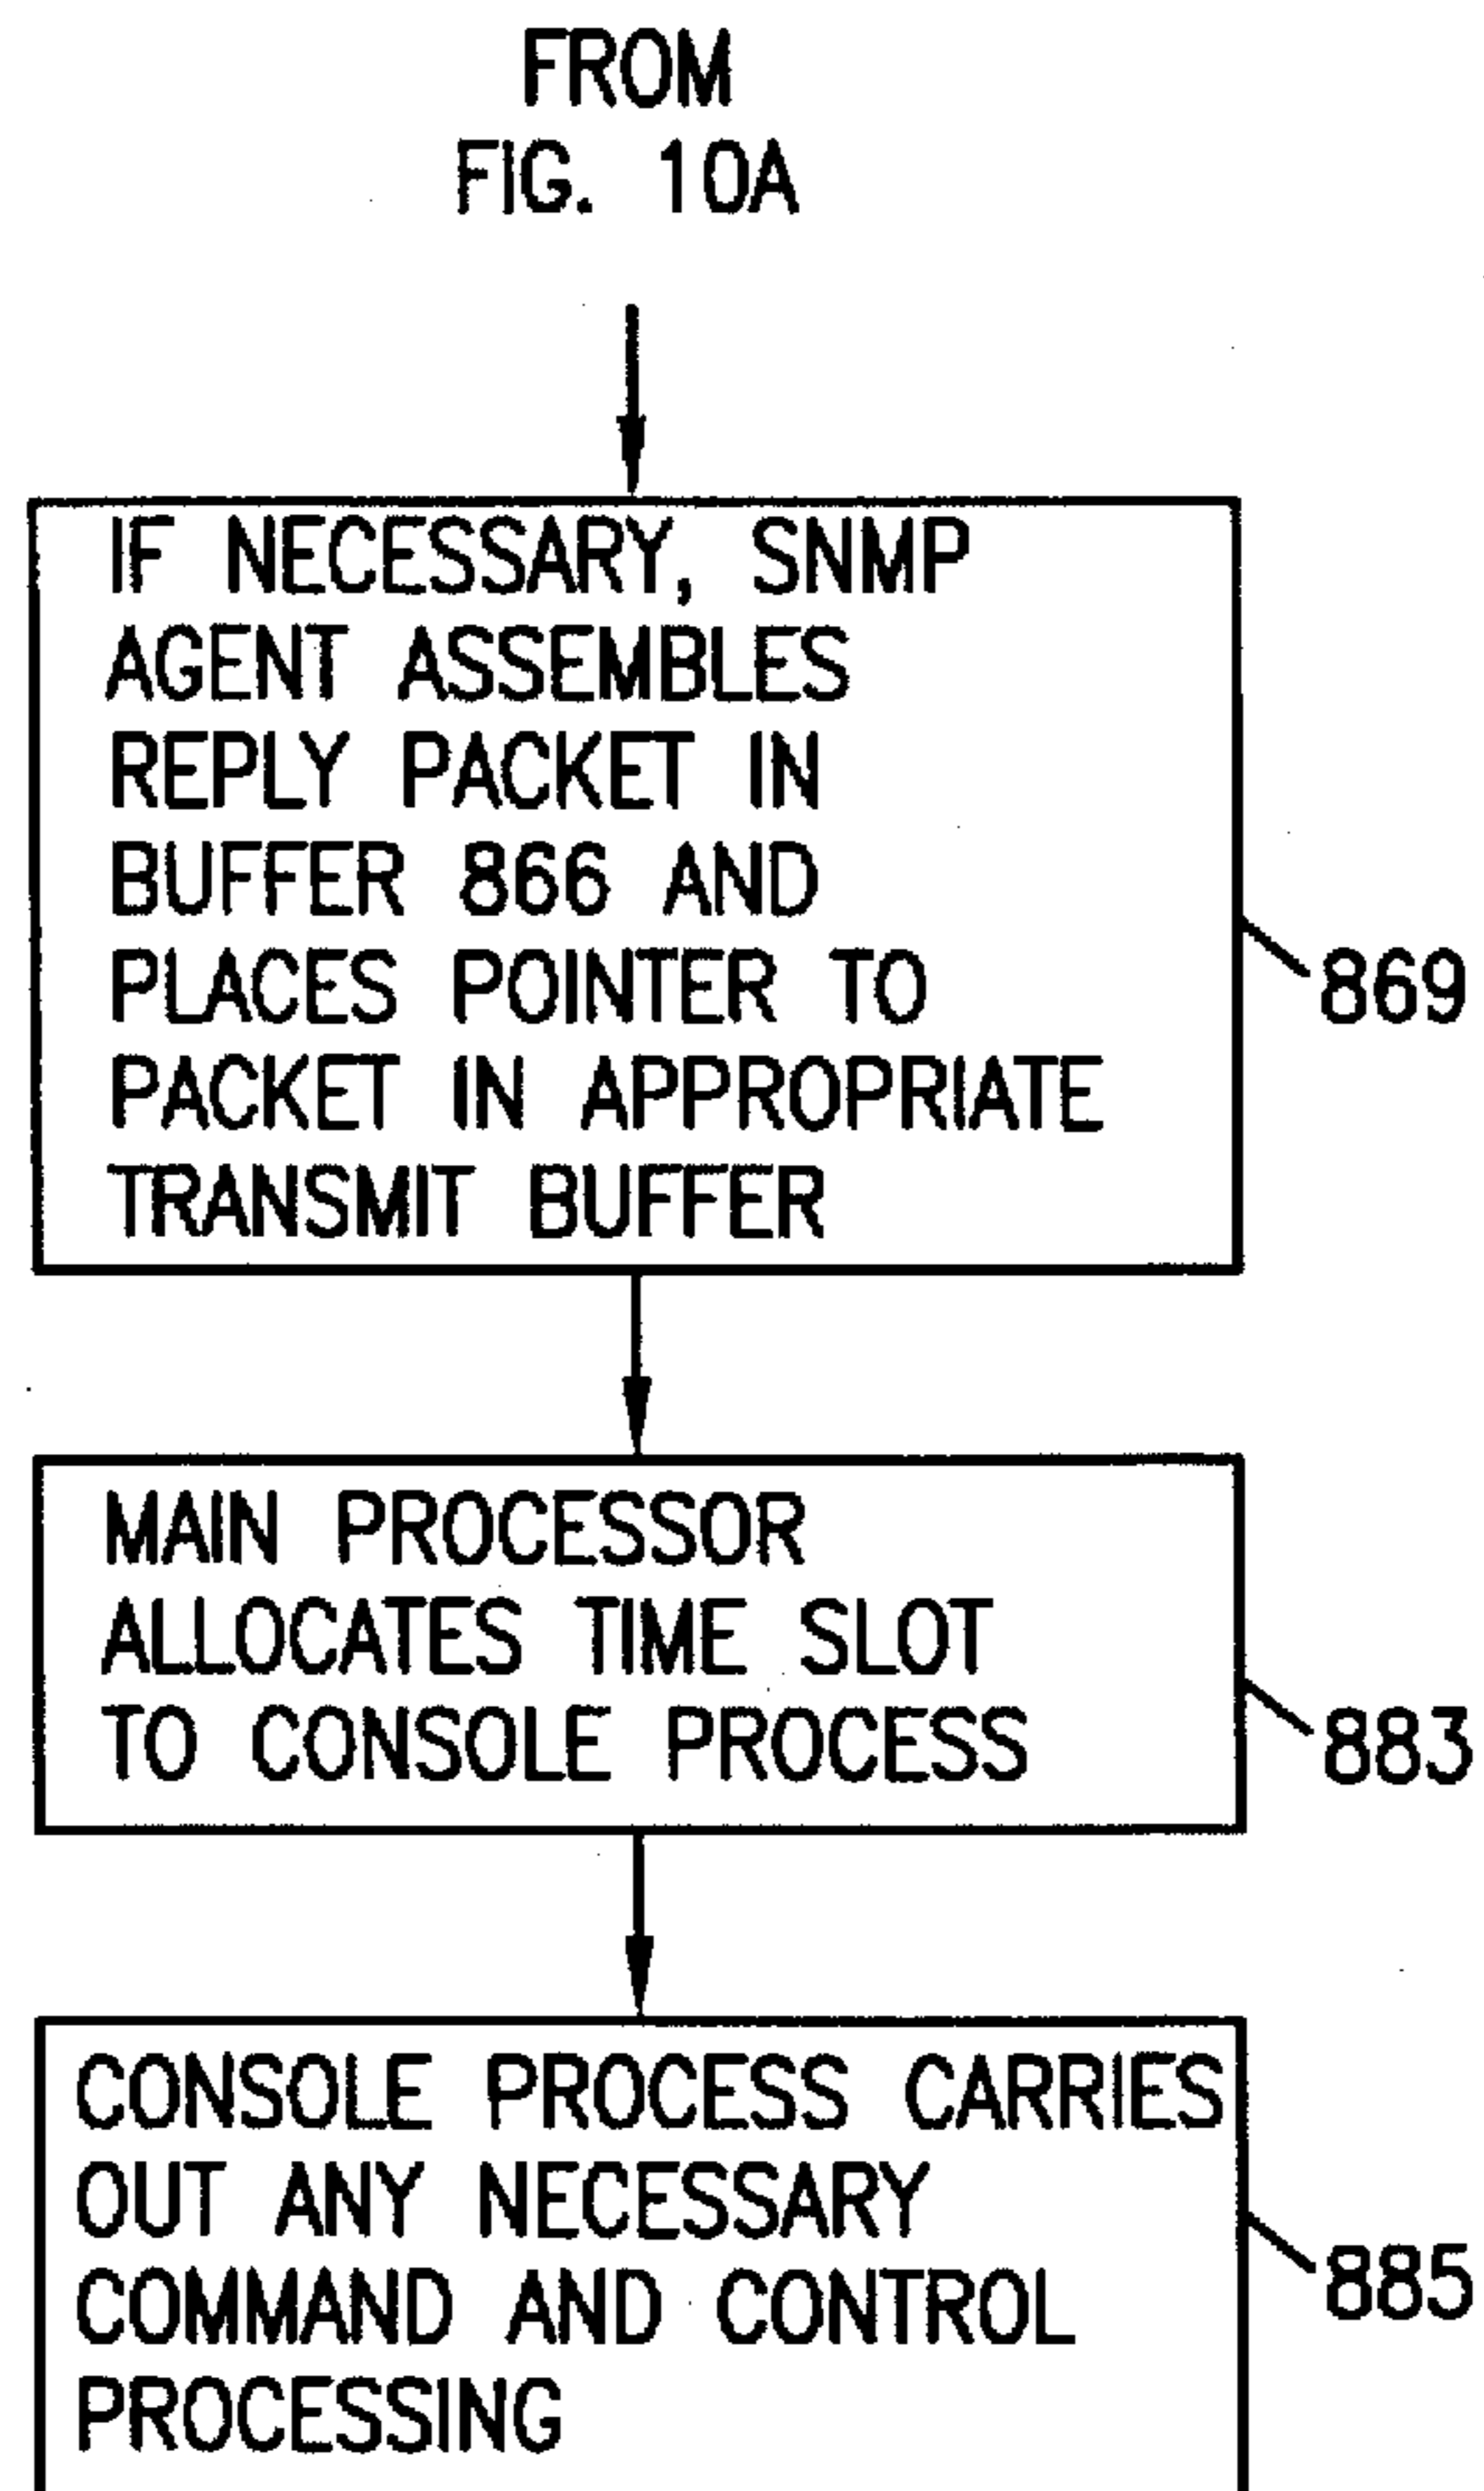 FROM
FIG. 10A
IF NECESSARY, SNMP
AGENT ASSEMBLES
REPLY PACKET IN
BUFFER 866 AND
PLACES POINTER TO
PACKET IN APPROPRIATE
TRANSMIT BUFFER
869
MAIN PROCESSOR
ALLOCATES TIME SLOT
TO CONSOLE PROCESS
883
CONSOLE PROCESS CARRIES
OUT ANY NECESSARY
COMMAND AND CONTROL
PROCESSING
885